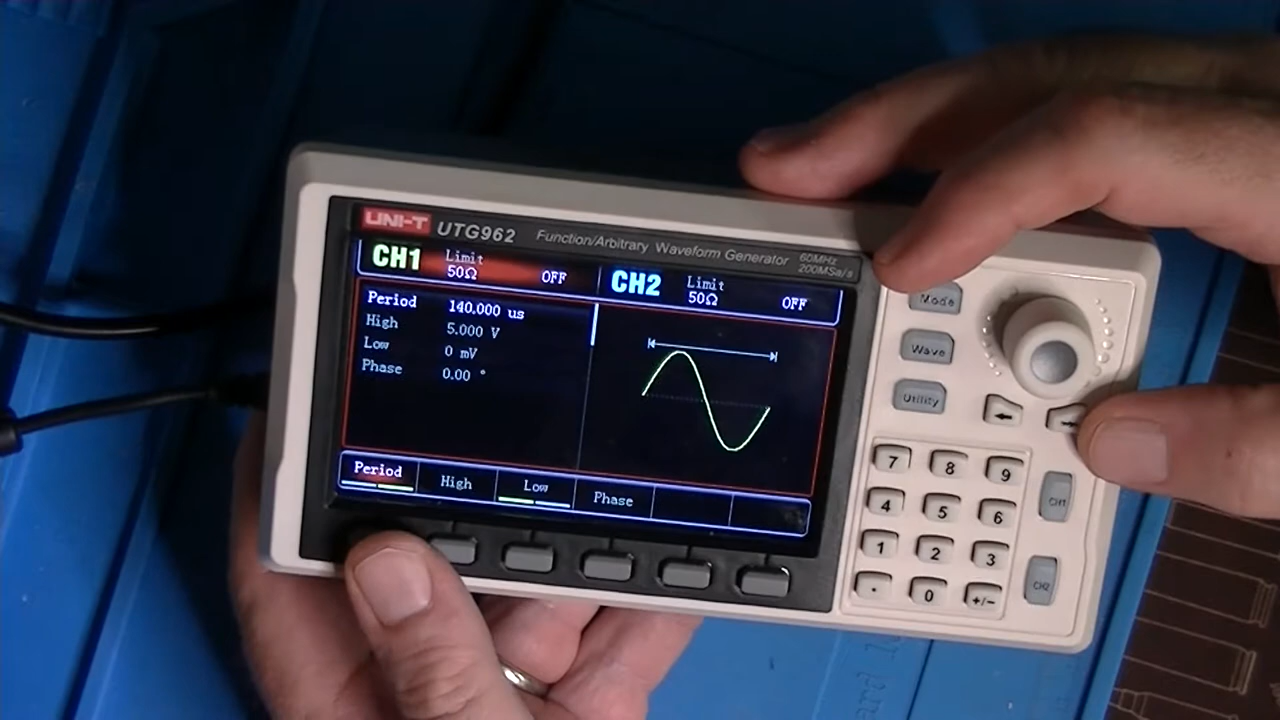 UNI-T UTG962 Function/Arbitrary Waveform Generator 60MHz 200MSa/s
CH1 Limit 50Ω OFF CH2 Limit 50Ω OFF
Period 140.000 us
High 5.000 V
Low 0 mV
Phase 0.00 °
Period High Low Phase
Mode
Wave
Utility
← →
7 8 9
4 5 6
1 2 3
. 0 +/-
CH1
CH2